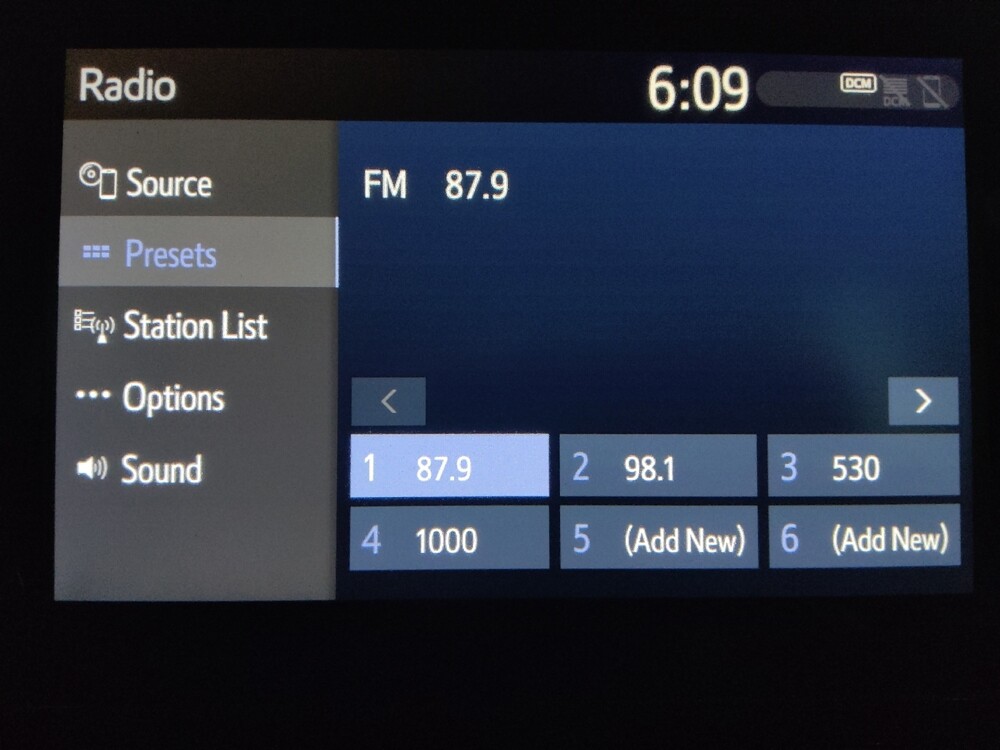 Radio 6:09 DCM
DCM
Source
FM 87.9
Presets
Station List
Options
Sound
1 87.9 2 98.1 3 530
4 1000 5 (Add New) 6 (Add New)